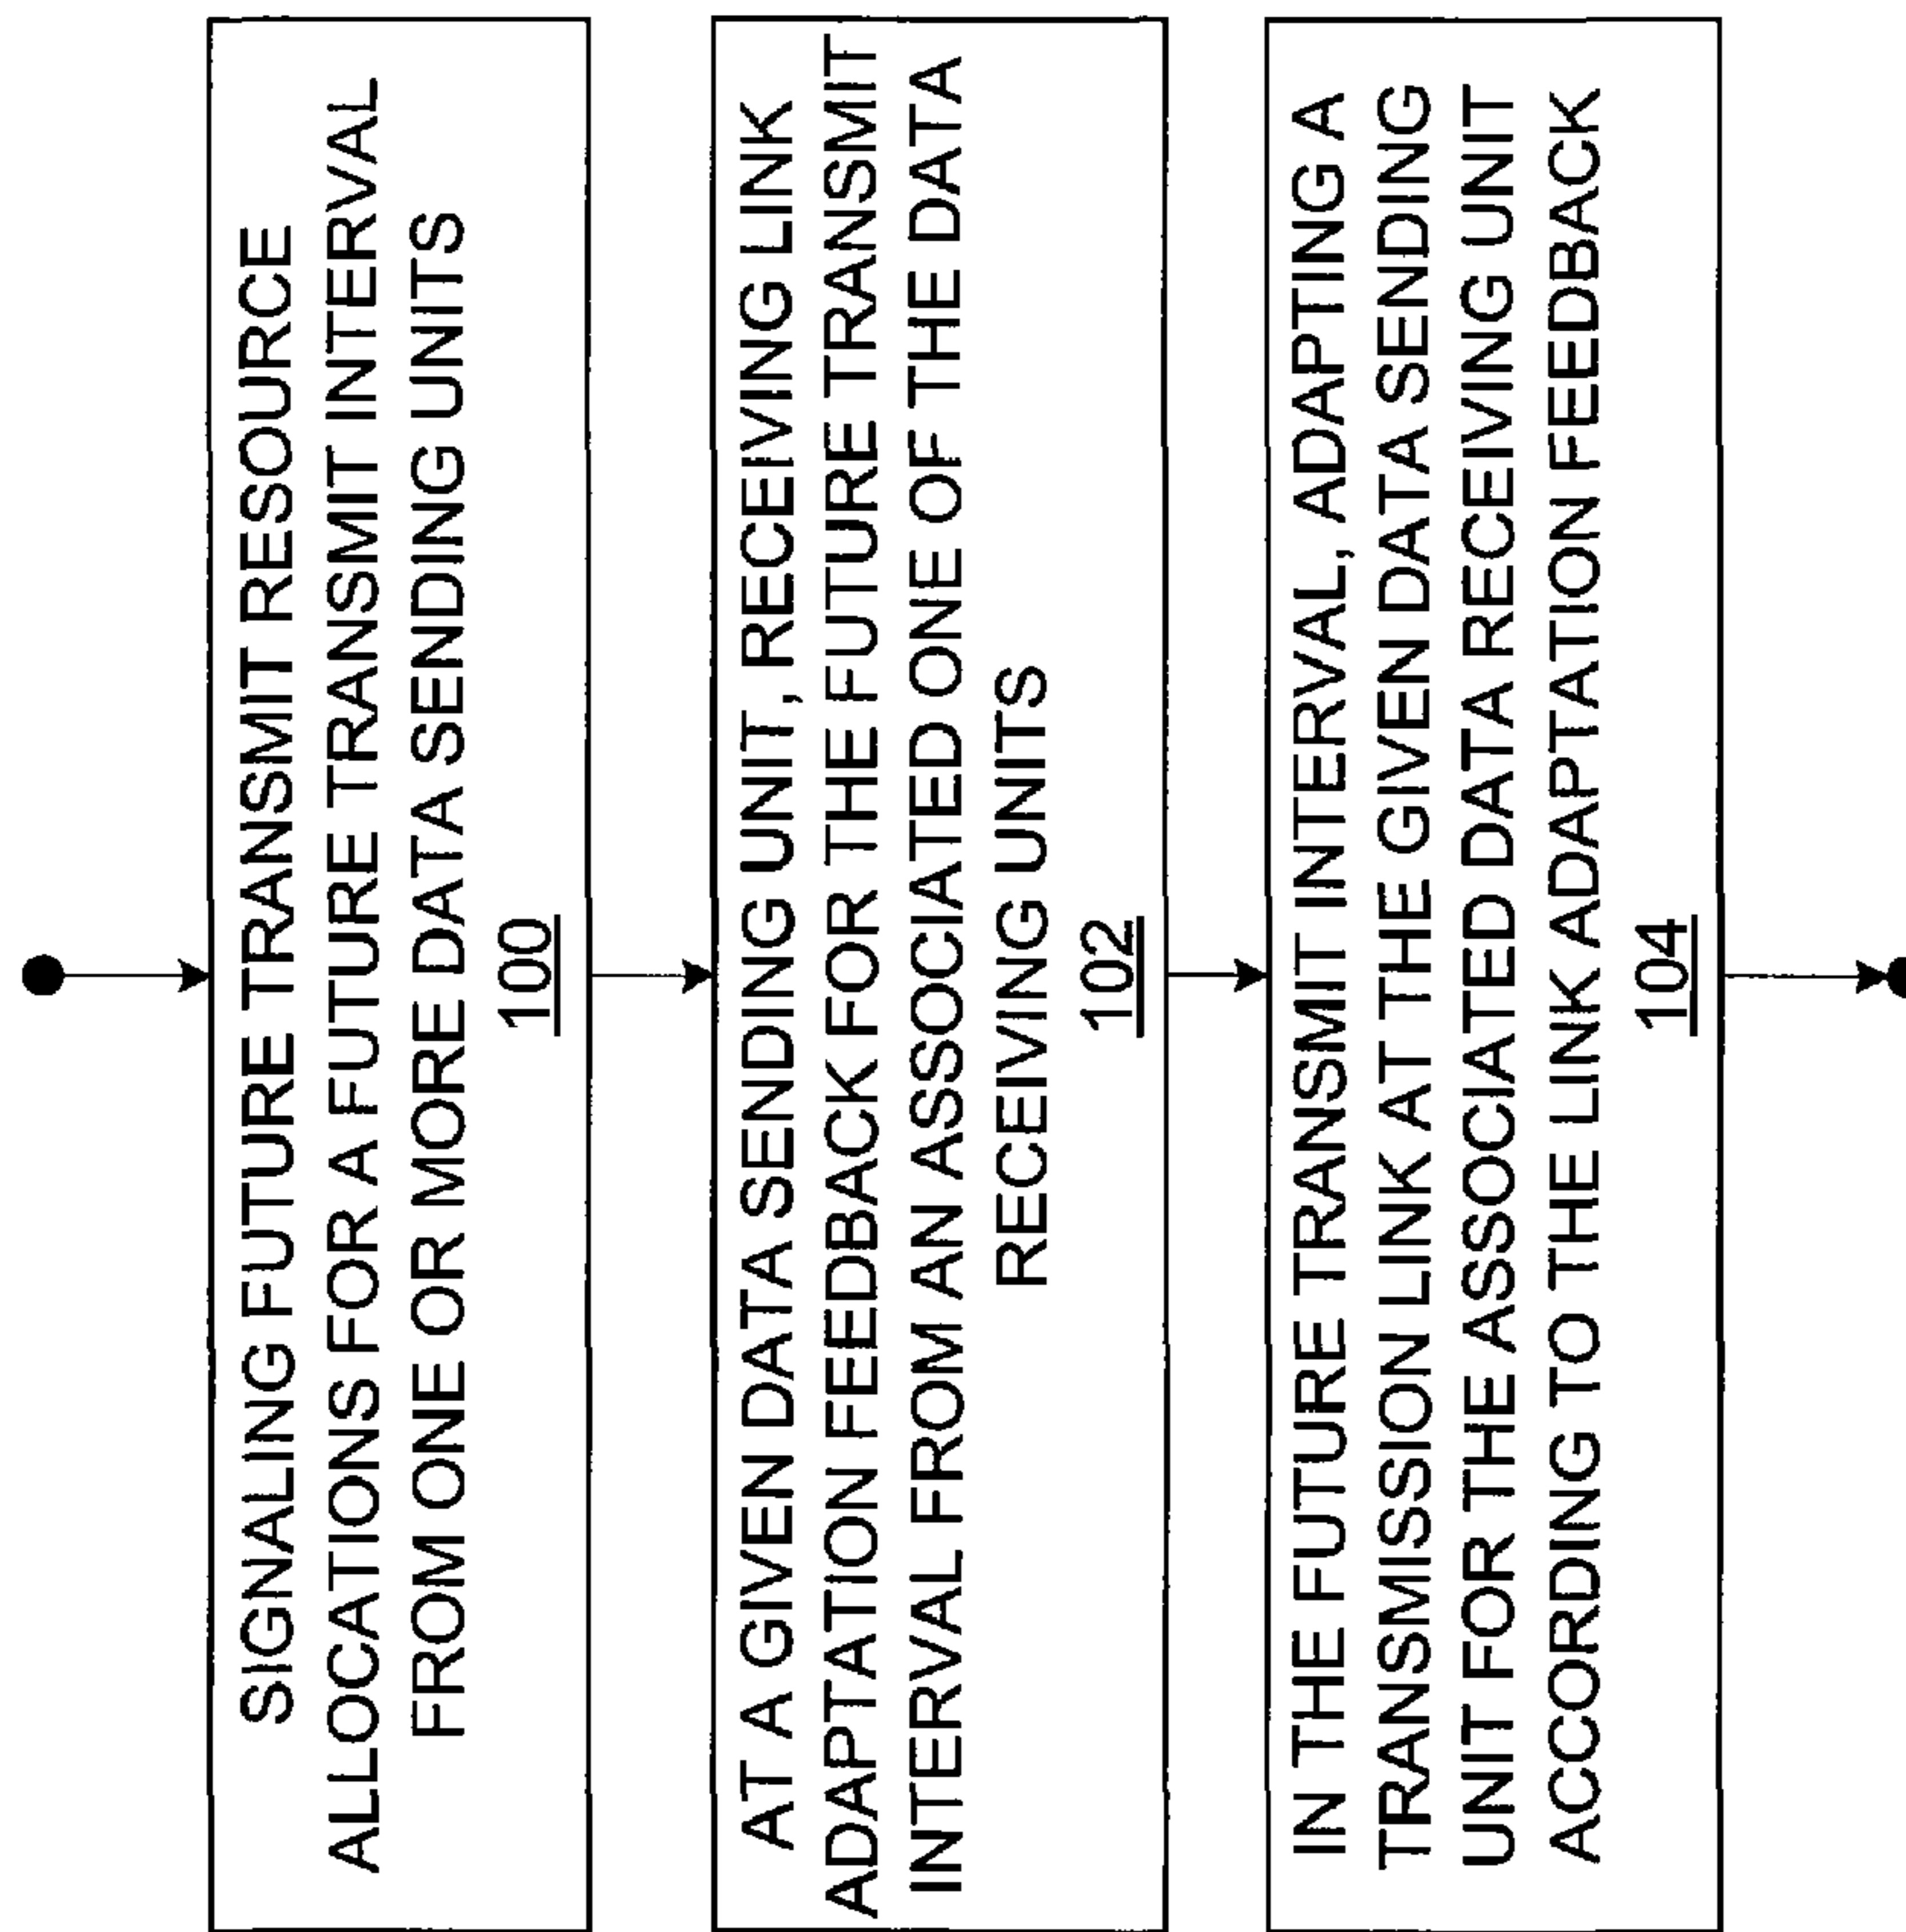 SIGNALING FUTURE TRANSMIT RESOURCE
ALLOCATIONS FOR A FUTURE TRANSMIT INTERVAL
FROM ONE OR MORE DATA SENDING UNITS
100
AT A GIVEN DATA SENDING UNIT, RECEIVING LINK
ADAPTATION FEEDBACK FOR THE FUTURE TRANSMIT
INTERVAL FROM AN ASSOCIATED ONE OF THE DATA
RECEIVING UNITS
102
IN THE FUTURE TRANSMIT INTERVAL, ADAPTING A
TRANSMISSION LINK AT THE GIVEN DATA SENDING
UNIT FOR THE ASSOCIATED DATA RECEIVING UNIT
ACCORDING TO THE LINK ADAPTATION FEEDBACK
104